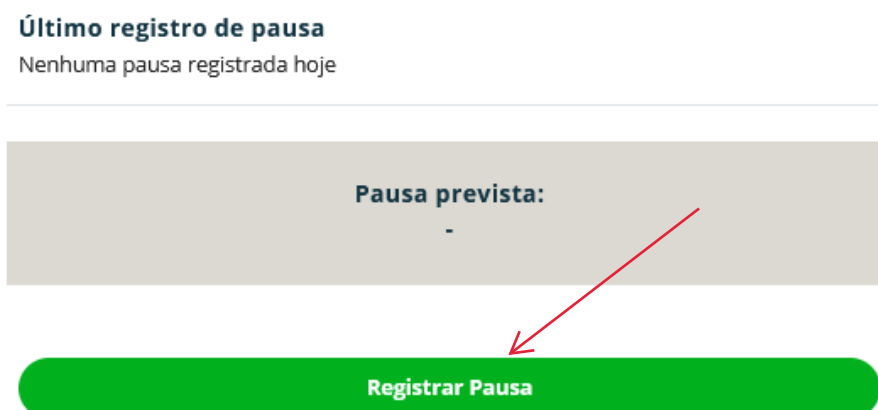 Último registro de pausa
Nenhuma pausa registrada hoje
Pausa prevista:
-
Registrar Pausa